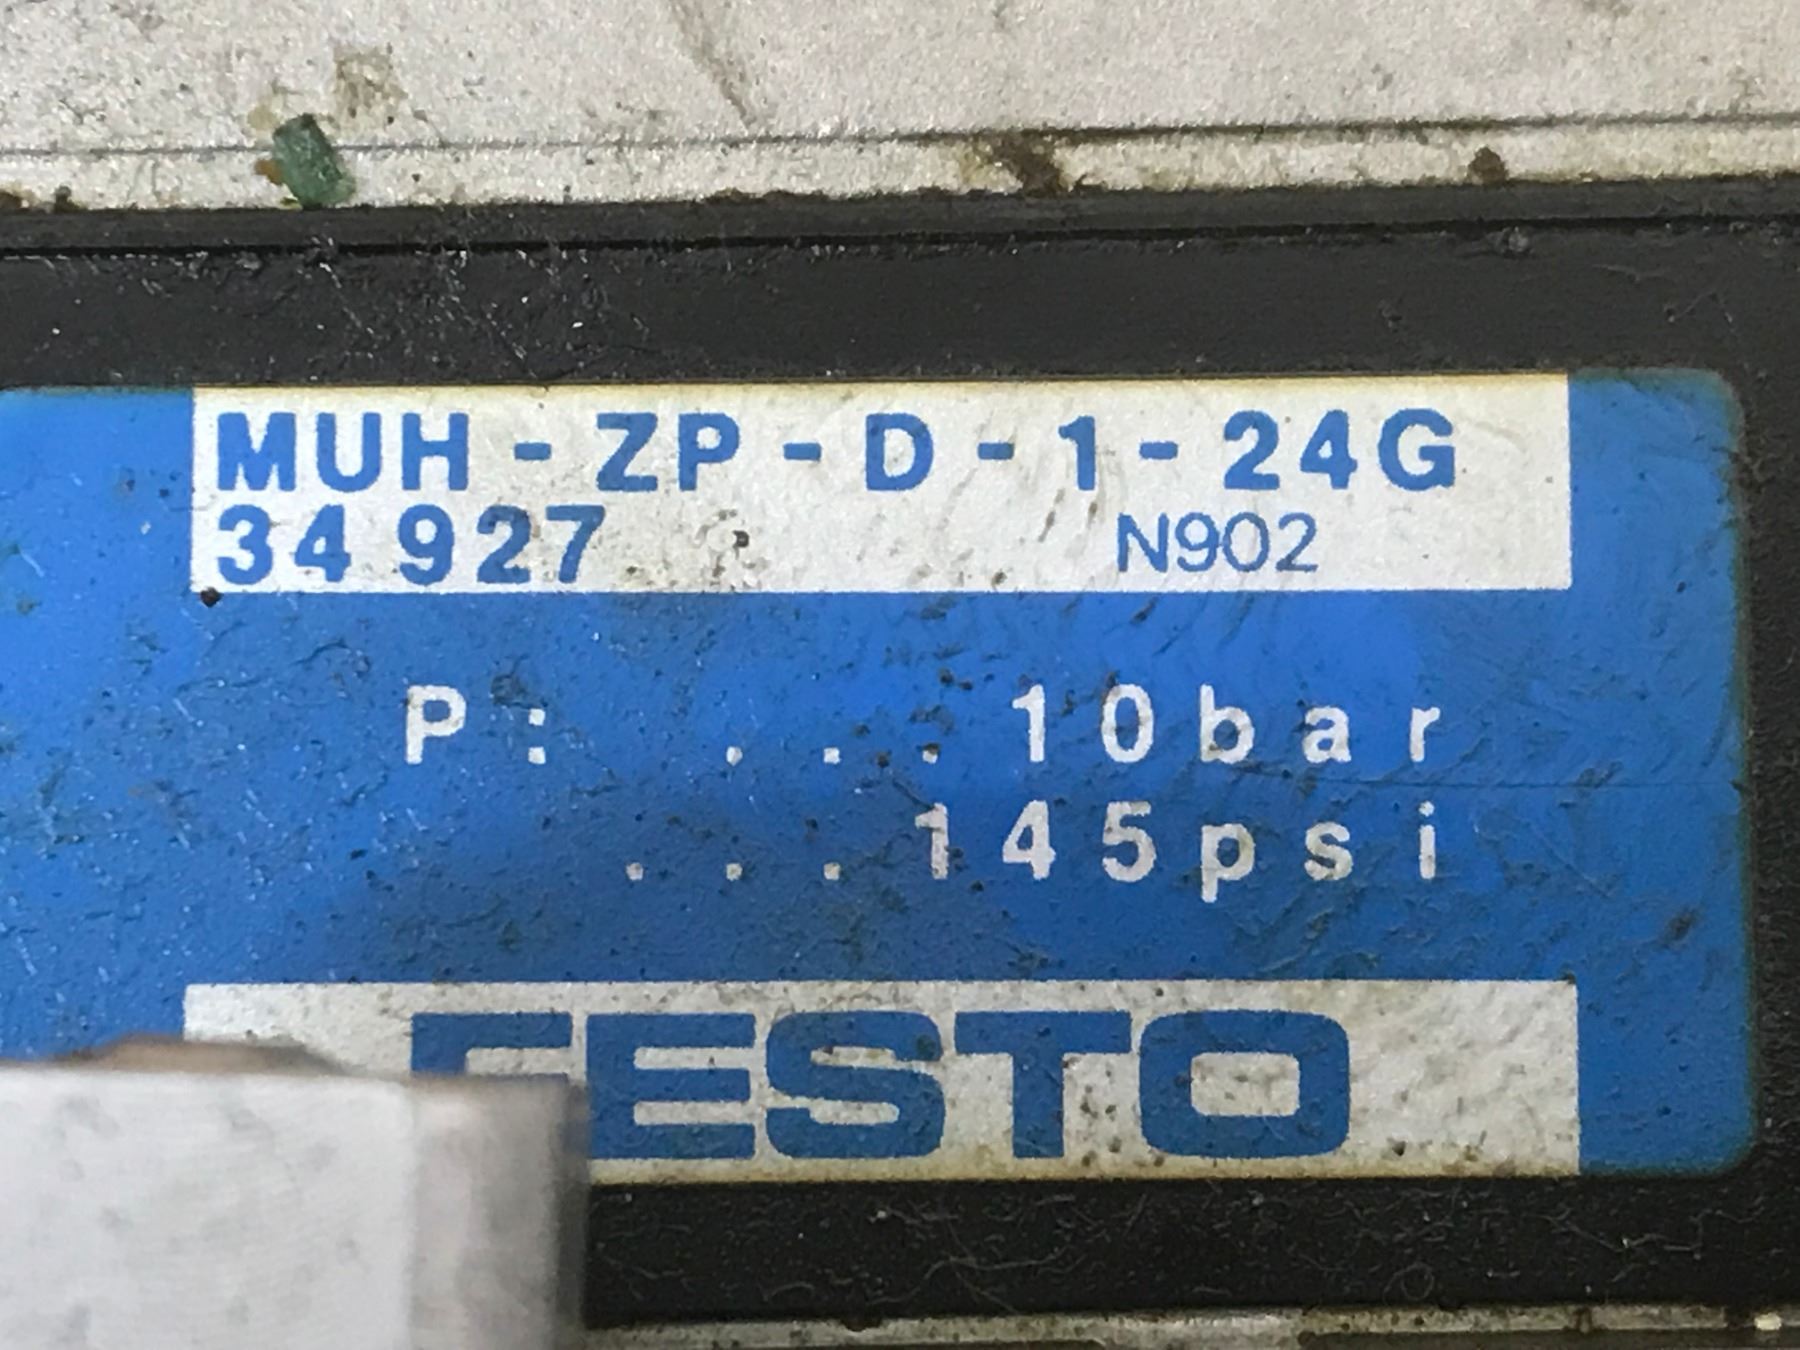 MUH-ZP-D-1-24G
34 927 N902
P: ...10bar
...145psi
FESTO